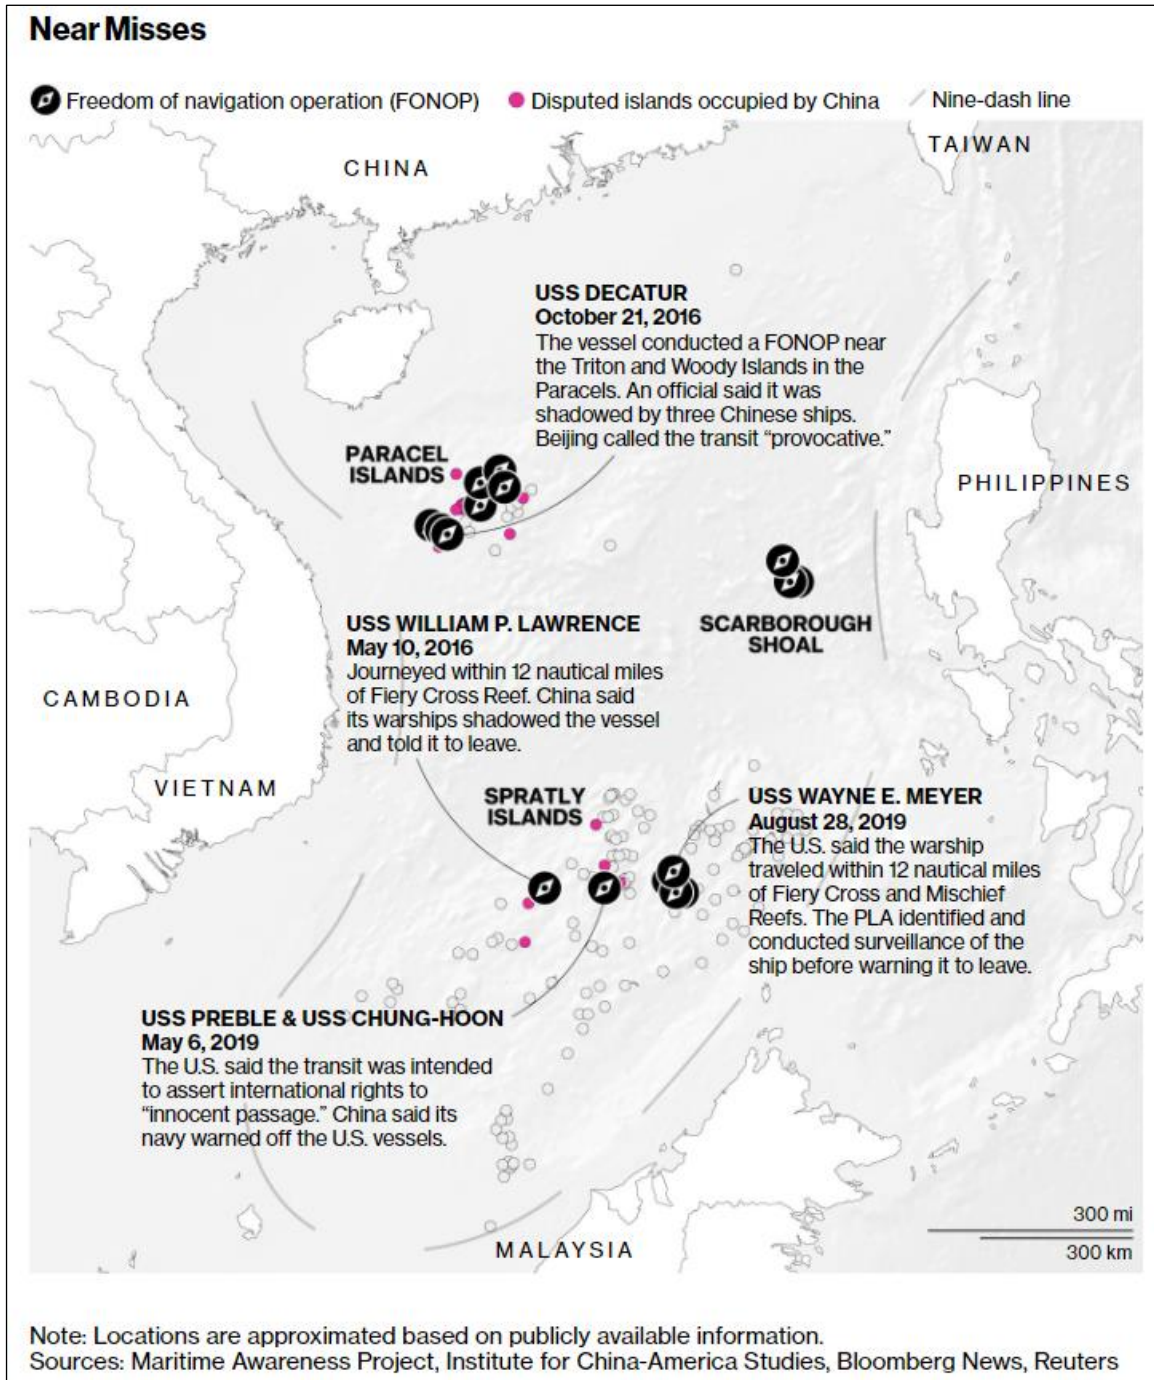 Near Misses
Freedom of navigation operation (FONOP)
Disputed islands occupied by China
Nine-dash line
TAIWAN
CHINA
USS DECATUR
October 21, 2016
The vessel conducted a FONOP near
the Triton and Woody Islands in the
Paracels. An official said it was
shadowed by three Chinese ships.
Beijing called the transit “provocative.”
PARACEL
ISLANDS
PHILIPPINES
SCARBOROUGH
SHOAL
USS WILLIAM P. LAWRENCE
May 10, 2016
Journeyed within 12 nautical miles
of Fiery Cross Reef. China said
its warships shadowed the vessel
and told it to leave.
CAMBODIA
VIETNAM
SPRATLY
ISLANDS
USS WAYNE E. MEYER
August 28, 2019
The U.S. said the warship
traveled within 12 nautical miles
of Fiery Cross and Mischief
Reefs. The PLA identified and
conducted surveillance of the
ship before warning it to leave.
USS PREBLE & USS CHUNG-HOON
May 6, 2019
The U.S. said the transit was intended
to assert international rights to
“innocent passage.” China said its
navy warned off the U.S. vessels.
MALAYSIA
300 mi
300 km
Note: Locations are approximated based on publicly available information.
Sources: Maritime Awareness Project, Institute for China-America Studies, Bloomberg News, Reuters